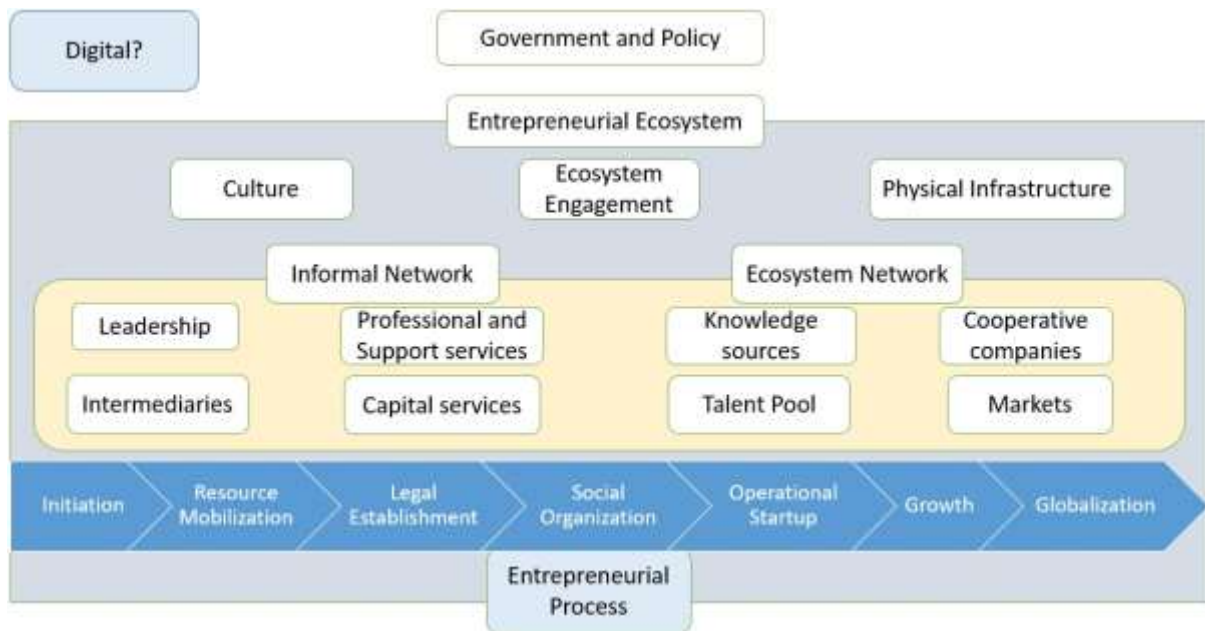 Digital?
Government and Policy
Entrepreneurial Ecosystem
Culture
Ecosystem
Engagement
Physical Infrastructure
Informal Network
Ecosystem Network
Leadership
Professional and
Support services
Knowledge
sources
Cooperative
companies
Intermediaries
Capital services
Talent Pool
Markets
Initiation
Resource
Mobilization
Legal
Establishment
Social
Organization
Operational
Startup
Growth
Globalization
Entrepreneurial
Process